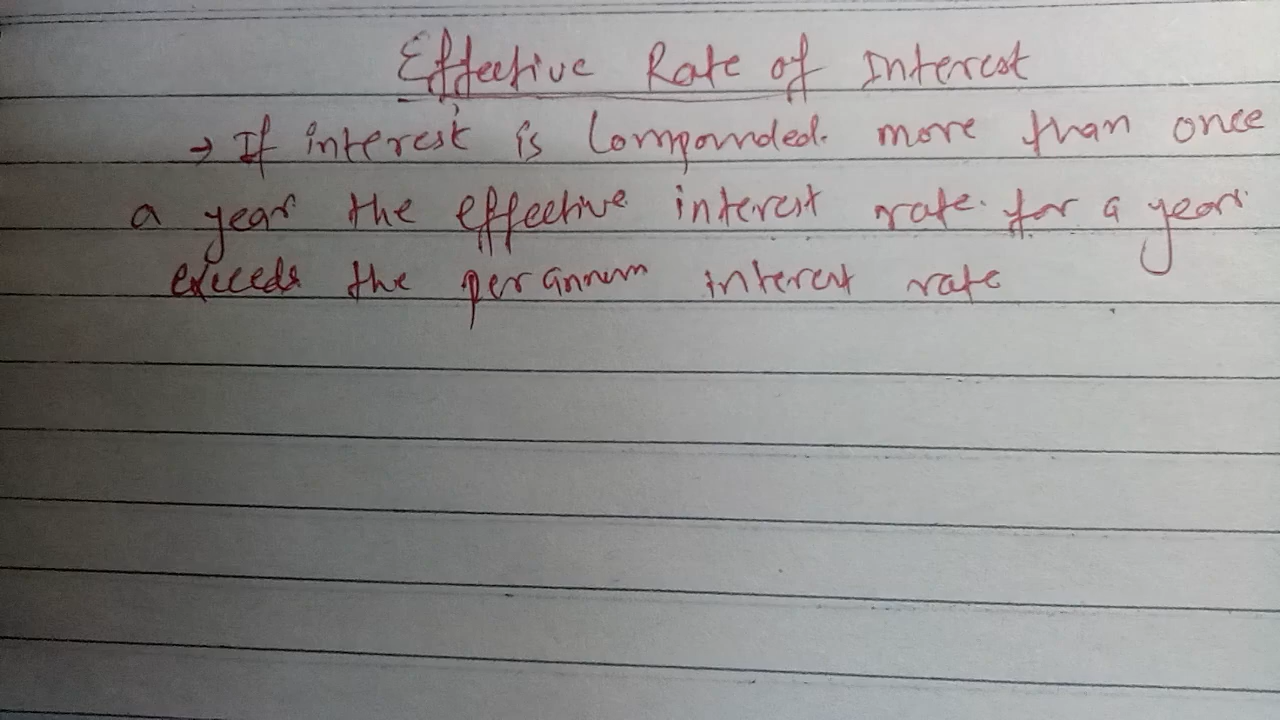 Effective Rate of Interest
→ If interest is Compounded. more than once
a year the effective interest rate. for a year
exceeds the per annum interest rate